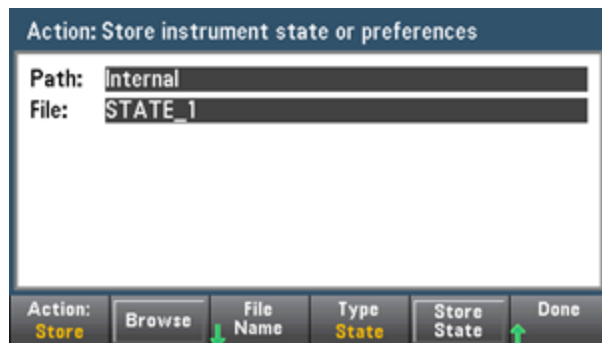 Action: Store instrument state or preferences
Path: Internal
File: STATE_1
Action: Store
Browse
File Name
Type State
Store State
Done